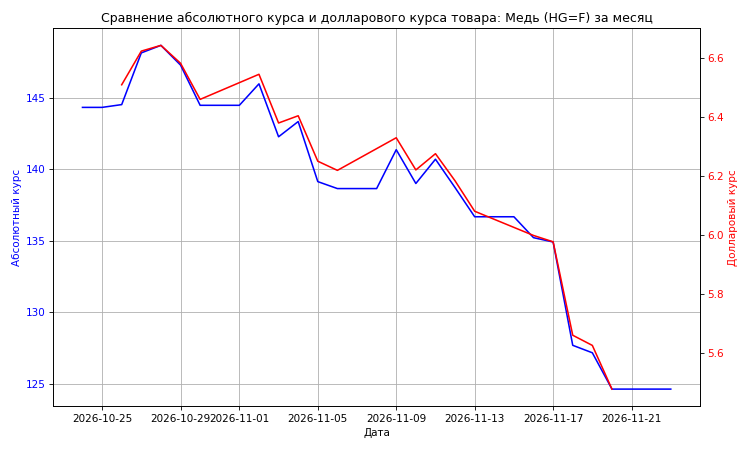 Сравнение абсолютного курса и долларового курса товара: Медь (HG=F) за месяц
Абсолютный курс
145
140
135
130
125
6.6
6.4
6.2
6.0
5.8
5.6
Долларовый курс
2026-10-25 2026-10-29 2026-11-01 2026-11-05 2026-11-09 2026-11-13 2026-11-17 2026-11-21
Дата